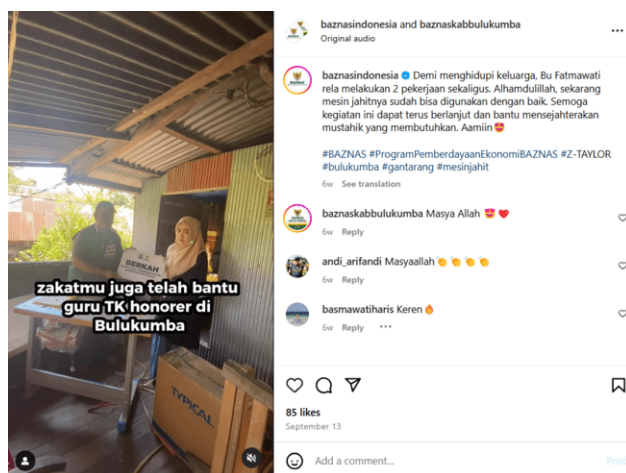 baznasindonesia and baznaskabbulukumba
Original audio
baznasindonesia Demi menghidupi keluarga, Bu Fatmawati
rela melakukan 2 pekerjaan sekaligus. Alhamdulillah, sekarang
mesin jahitnya sudah bisa digunakan dengan baik. Semoga
kegiatan ini dapat terus berlanjut dan bantu mensejahterakan
mustahik yang membutuhkan. Aamiin🤩
#BAZNAS #ProgramPemberdayaanEkonomiBAZNAS #Z-TAYLOR
#bulukumba #gantarang #mesinjahit
6w See translation
baznaskabbulukumba Masya Allah 🤩❤️
6w Reply
andi_arifandi Masyaallah👏👏👏👏
6w Reply
basmawatiharis Keren🔥
6w Reply
85 likes
September 13
Add a comment...
Post
BERKAH
zakatmu juga telah bantu
guru TK honorer di
Bulukumba
TYPICAL